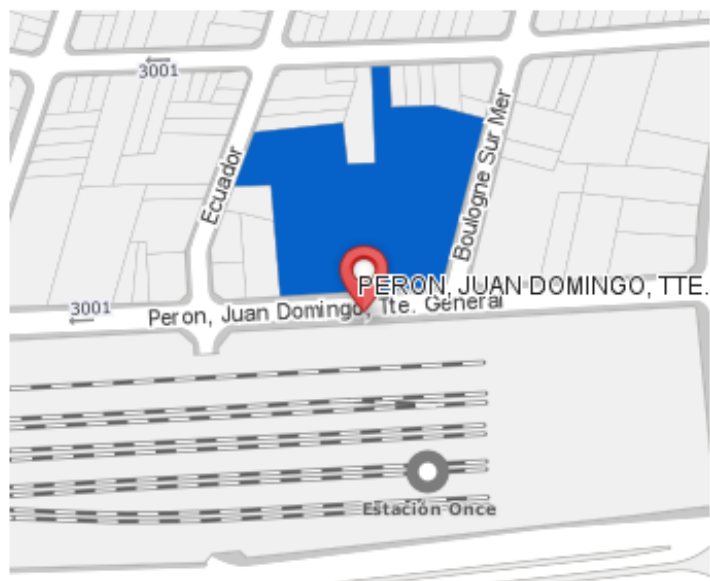 3001
Ecuador
Boulogne Sur Mer
PERON, JUAN DOMINGO, TTE.
3001
Peron, Juan Domingo, Tte. General
Estación Once